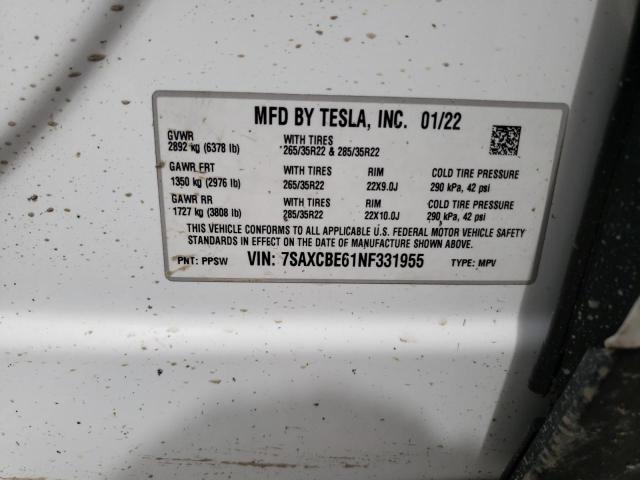 MFD BY TESLA, INC. 01/22
GVWR WITH TIRES
2892 kg (6378 lb) 265/35R22 & 285/35R22
GAWR FRT WITH TIRES RIM COLD TIRE PRESSURE
1350 kg (2976 lb) 265/35R22 22X9.0J 290 kPa, 42 psi
GAWR RR WITH TIRES RIM COLD TIRE PRESSURE
1727 kg (3808 lb) 285/35R22 22X10.0J 290 kPa, 42 psi
THIS VEHICLE CONFORMS TO ALL APPLICABLE U.S. FEDERAL MOTOR VEHICLE SAFETY
STANDARDS IN EFFECT ON THE DATE OF MANUFACTURE SHOWN ABOVE.
PNT: PPSW VIN: 7SAXCBE61NF331955 TYPE: MPV